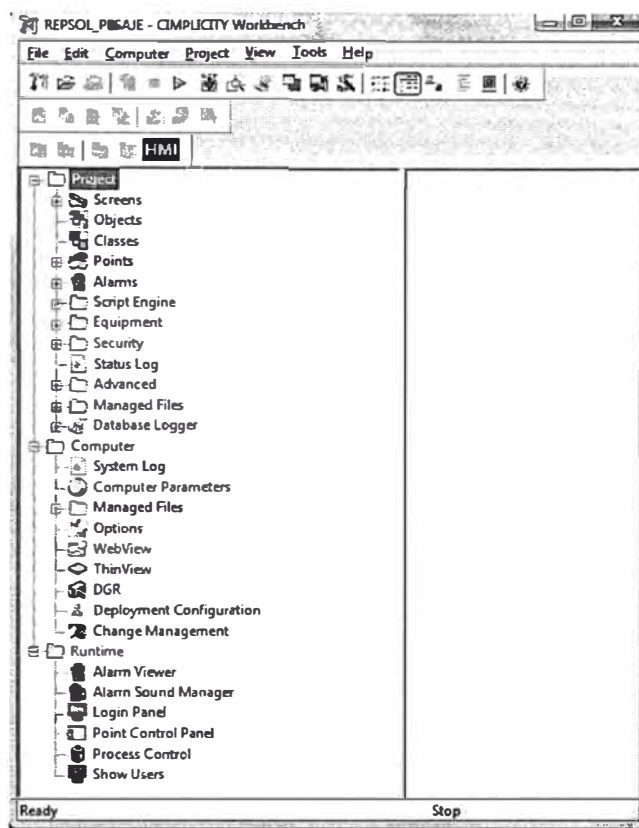 REPSOL_PESAJE - CIMPLICITY Workbench
File Edit Computer Project View Tools Help
HMI
Project
Screens
Objects
Classes
Points
Alarms
Script Engine
Equipment
Security
Status Log
Advanced
Managed Files
Database Logger
Computer
System Log
Computer Parameters
Managed Files
Options
WebView
ThinView
DGR
Deployment Configuration
Change Management
Runtime
Alarm Viewer
Alarm Sound Manager
Login Panel
Point Control Panel
Process Control
Show Users
Ready Stop